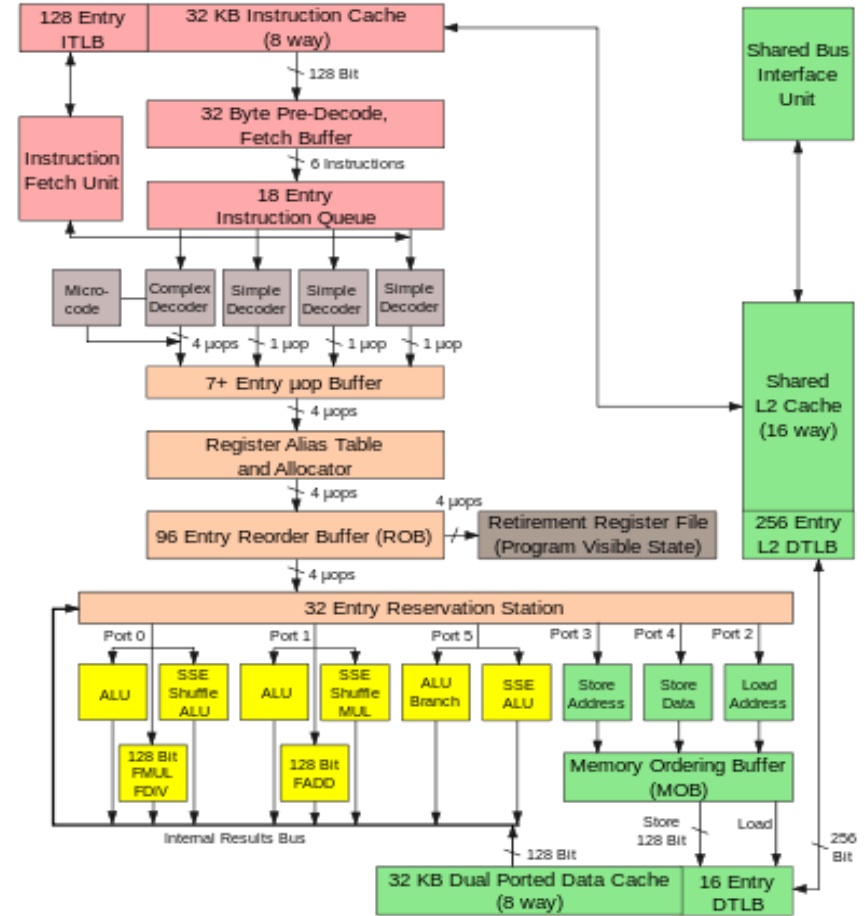 128 Entry
ITLB
32 KB Instruction Cache
(8 way)
128 Bit
32 Byte Pre-Decode,
Fetch Buffer
Instruction
Fetch Unit
6 Instructions
18 Entry
Instruction Queue
Micro-
code
Complex
Decoder
Simple
Decoder
Simple
Decoder
Simple
Decoder
4 µops
1 µop
1 µop
1 µop
7+ Entry µop Buffer
4 µops
Register Alias Table
and Allocator
4 µops
96 Entry Reorder Buffer (ROB)
4 µops
Retirement Register File
(Program Visible State)
4 µops
Shared Bus
Interface
Unit
Shared
L2 Cache
(16 way)
256 Entry
L2 DTLB
32 Entry Reservation Station
Port 0
Port 1
Port 5
Port 3
Port 4
Port 2
ALU
SSE
Shuffle
ALU
ALU
SSE
Shuffle
MUL
ALU
Branch
SSE
ALU
Store
Address
Store
Data
Load
Address
128 Bit
FMUL
FDIV
128 Bit
FADD
Memory Ordering Buffer
(MOB)
Internal Results Bus
Store
128 Bit
Load
256
Bit
128 Bit
32 KB Dual Ported Data Cache
(8 way)
16 Entry
DTLB